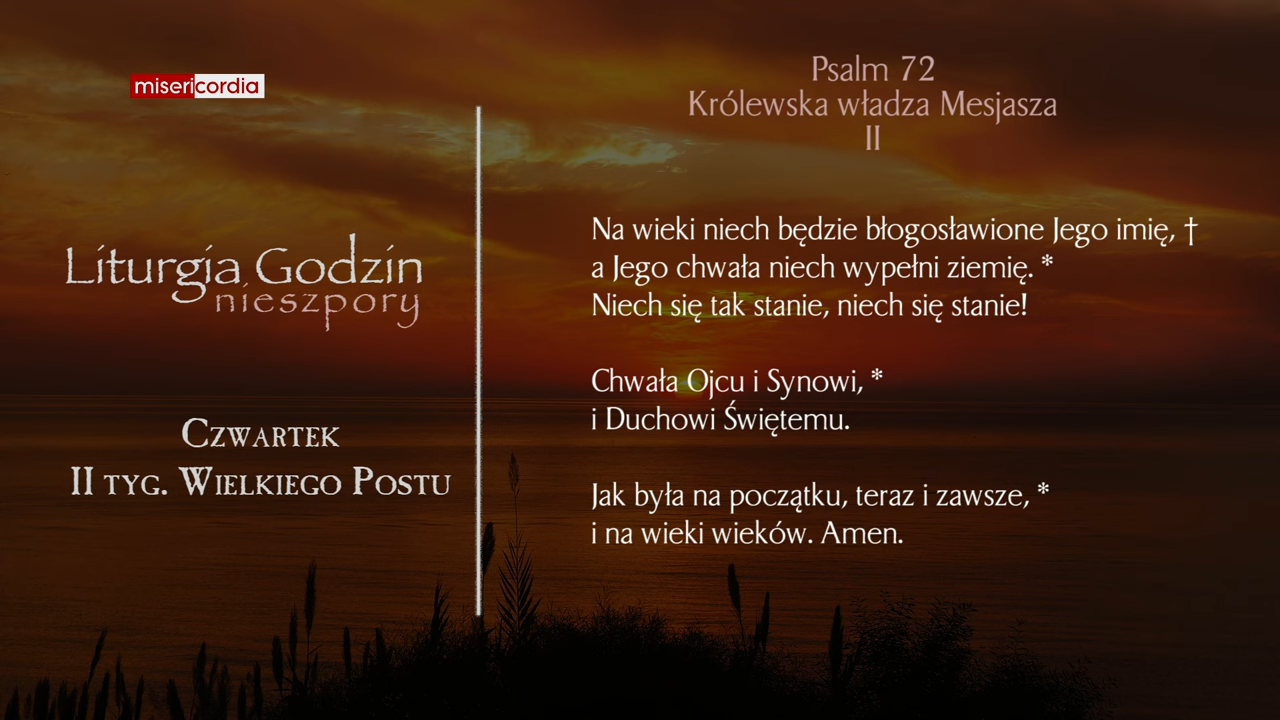 misericordia
Liturgia Godzin
nieszpory
Czwartek
II tyg. Wielkiego Postu
Psalm 72
Królewska władza Mesjasza
II
Na wieki niech będzie błogosławione Jego imię, †
a Jego chwała niech wypełni ziemię. *
Niech się tak stanie, niech się stanie!
Chwała Ojcu i Synowi, *
i Duchowi Świętemu.
Jak była na początku, teraz i zawsze, *
i na wieki wieków. Amen.